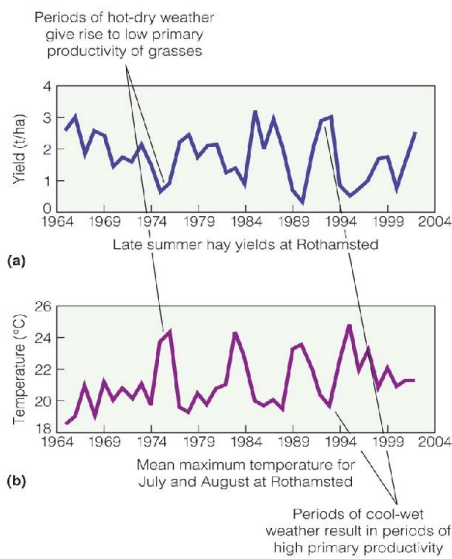 Periods of hot-dry weather
give rise to low primary
productivity of grasses
4
3
2
1
0
Yield (t/ha)
1964 1969 1974 1979 1984 1989 1994 1999 2004
Late summer hay yields at Rothamsted
(a)
26
24
22
20
18
Temperature (°C)
1964 1969 1974 1979 1984 1989 1994 1999 2004
Mean maximum temperature for
July and August at Rothamsted
(b)
Periods of cool-wet
weather result in periods of
high primary productivity